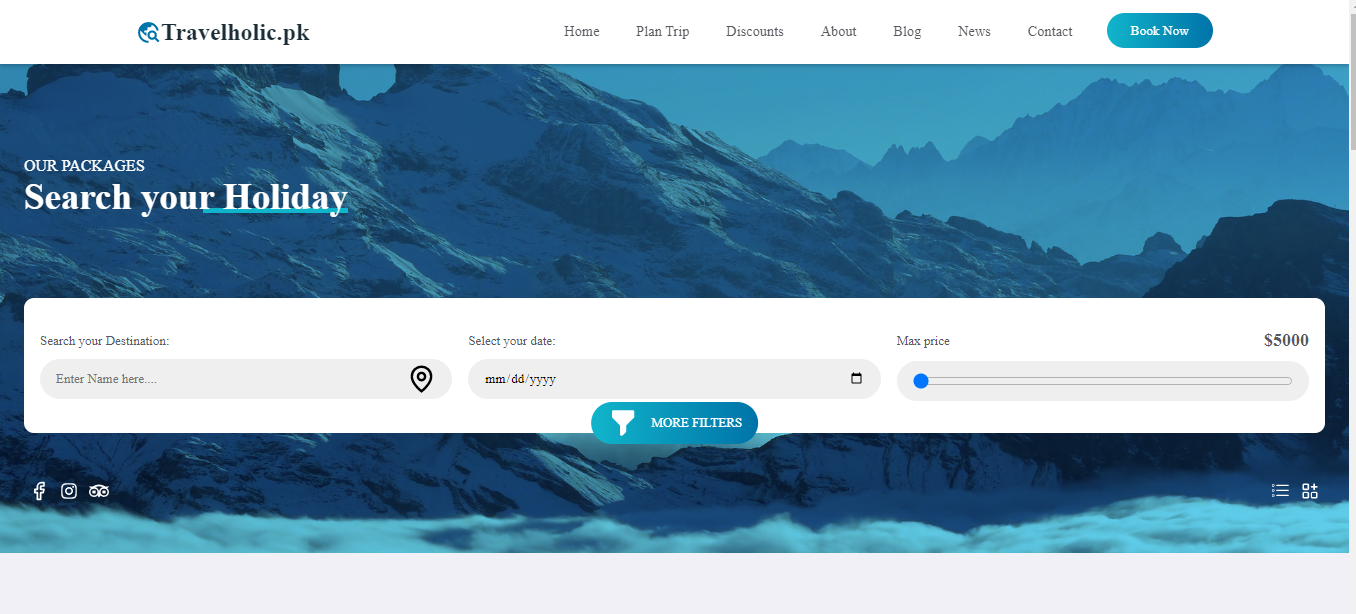 Travelholic.pk Home Plan Trip Discounts About Blog News Contact Book Now
OUR PACKAGES
Search your Holiday
Search your Destination: Select your date: Max price $5000
Enter Name here.... mm/dd/yyyy
MORE FILTERS